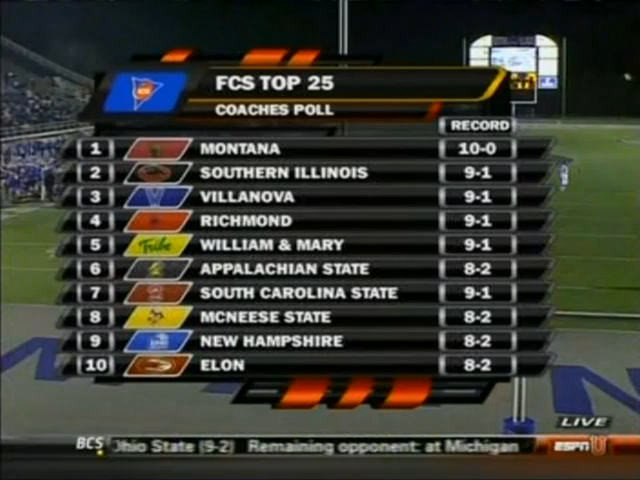 FCS TOP 25
COACHES POLL
RECORD
1 MONTANA 10-0
2 SOUTHERN ILLINOIS 9-1
3 VILLANOVA 9-1
4 RICHMOND 9-1
5 Tribe WILLIAM & MARY 9-1
6 APPALACHIAN STATE 8-2
7 SOUTH CAROLINA STATE 9-1
8 MCNEESE STATE 8-2
9 NEW HAMPSHIRE 8-2
10 ELON 8-2
LIVE
BCS Ohio State (9-2) Remaining opponent: at Michigan ESPNU